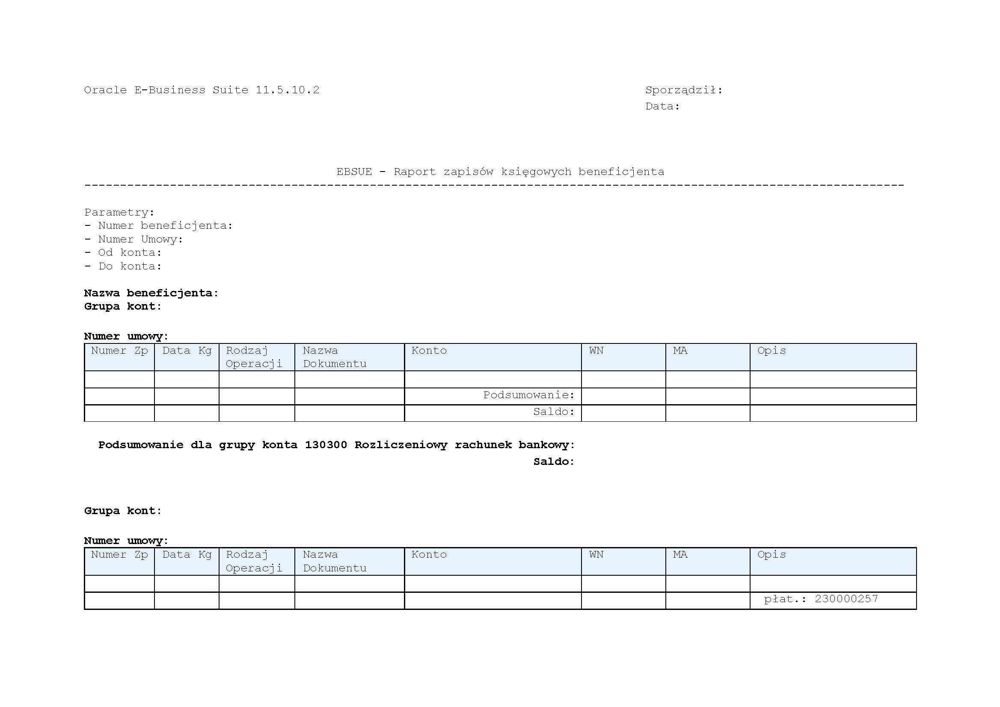 Oracle E-Business Suite 11.5.10.2 Sporządził:
Data:
EBSUE - Raport zapisów księgowych beneficjenta
-------------------------------------------------------------------------------------------------------------------
Parametry:
- Numer beneficjenta:
- Numer Umowy:
- Od konta:
- Do konta:
Nazwa beneficjenta:
Grupa kont:
Numer umowy:
Numer Zp Data Kg Rodzaj Operacji Nazwa Dokumentu Konto WN MA Opis
Podsumowanie:
Saldo:
Podsumowanie dla grupy konta 130300 Rozliczeniowy rachunek bankowy:
Saldo:
Grupa kont:
Numer umowy:
Numer Zp Data Kg Rodzaj Operacji Nazwa Dokumentu Konto WN MA Opis
płat.: 230000257